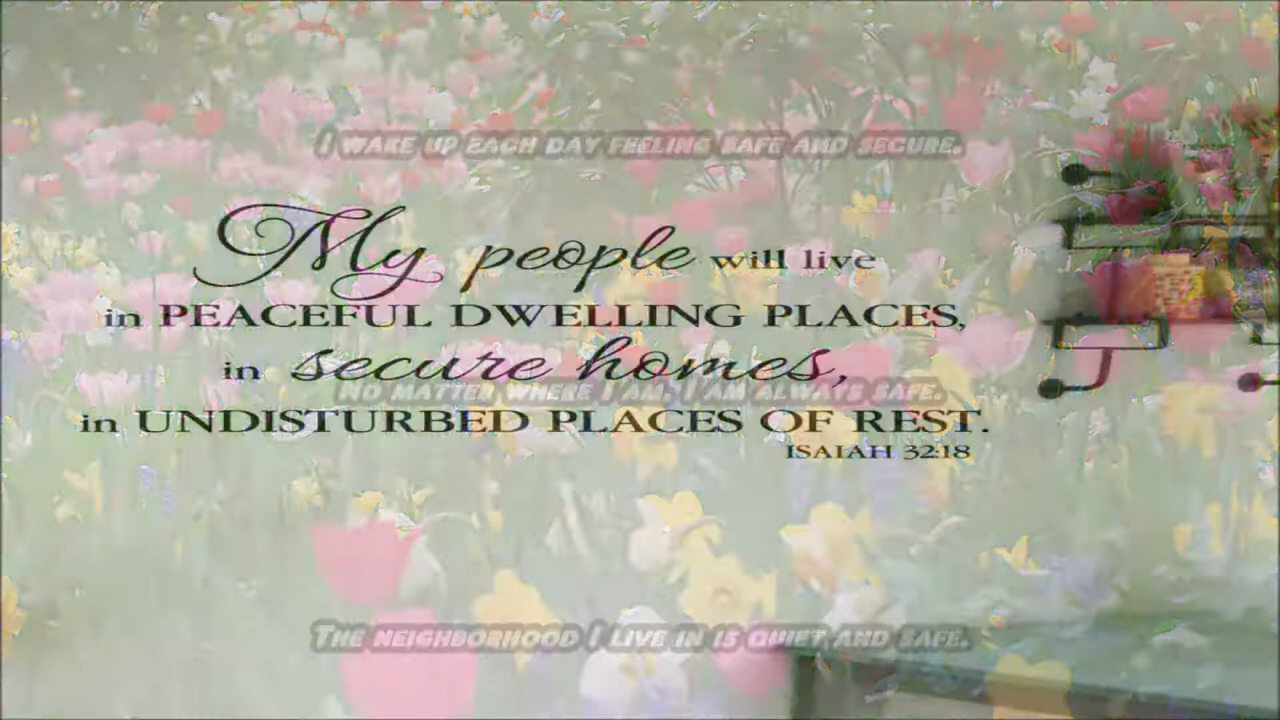 I WAKE UP EACH DAY FEELING SAFE AND SECURE.
My people will live
in PEACEFUL DWELLING PLACES,
in secure homes,
NO MATTER WHERE I AM, I AM ALWAYS SAFE.
in UNDISTURBED PLACES OF REST.
ISAIAH 32:18
THE NEIGHBORHOOD I LIVE IN IS QUIET AND SAFE.